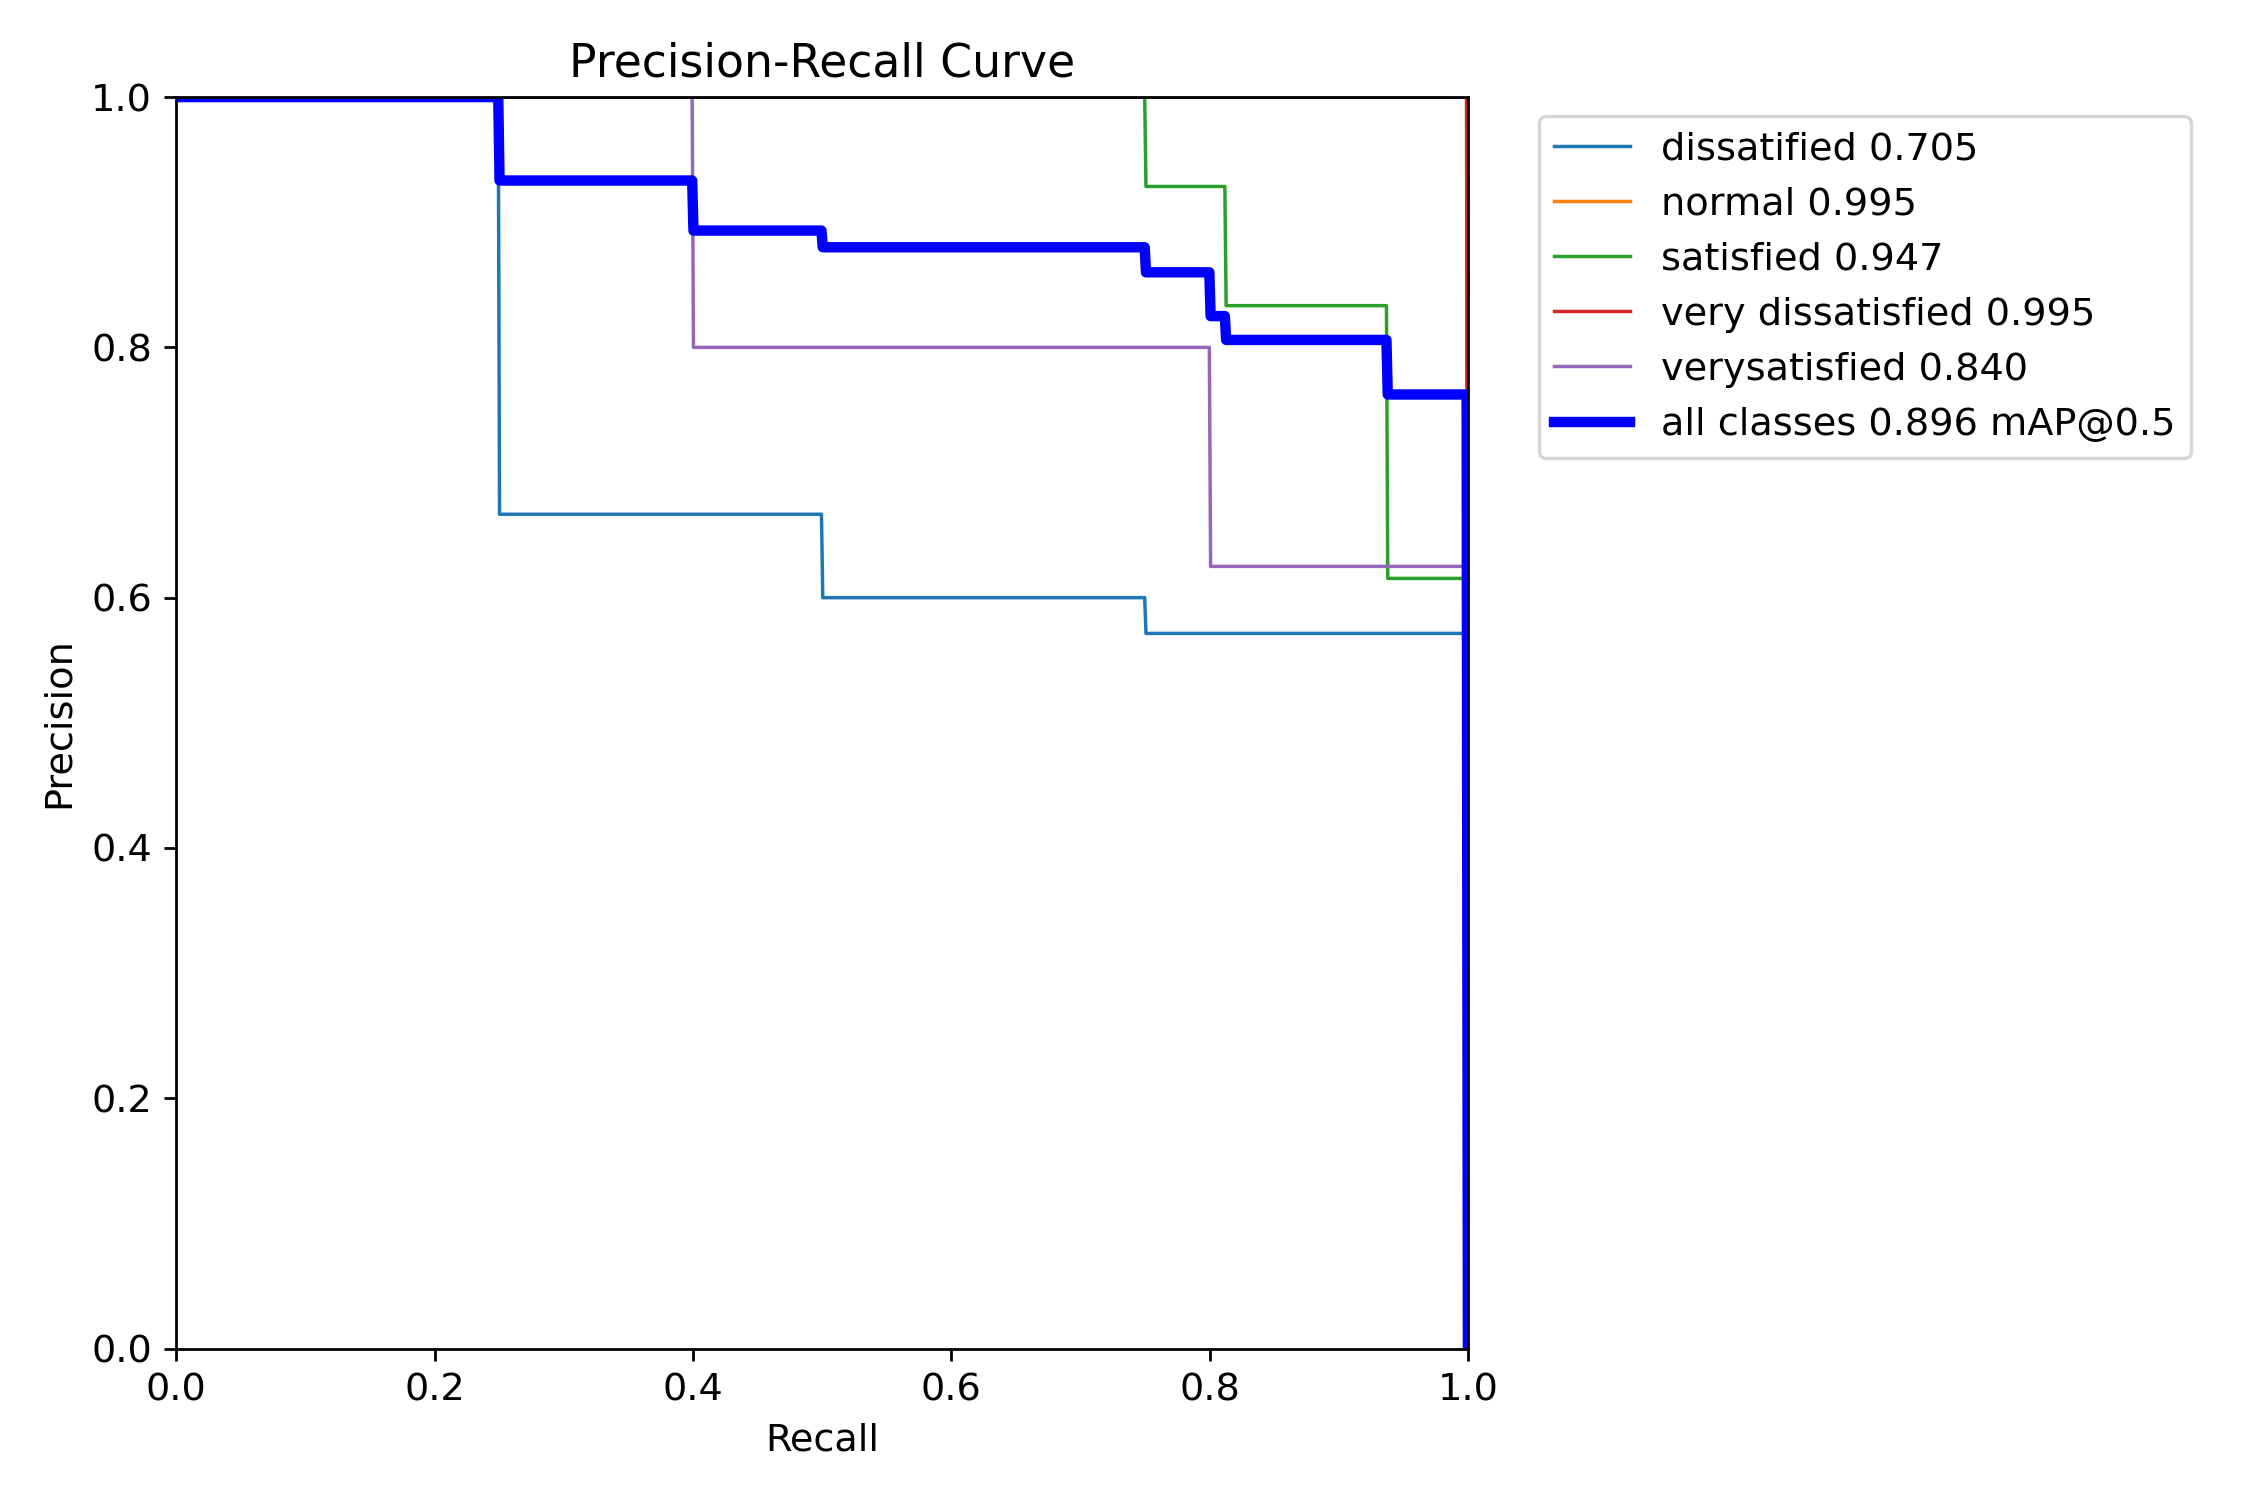 Precision-Recall Curve
1.0
0.8
0.6
0.4
0.2
0.0
Precision
0.0 0.2 0.4 0.6 0.8 1.0
Recall
dissatified 0.705
normal 0.995
satisfied 0.947
very dissatisfied 0.995
verysatisfied 0.840
all classes 0.896 mAP@0.5